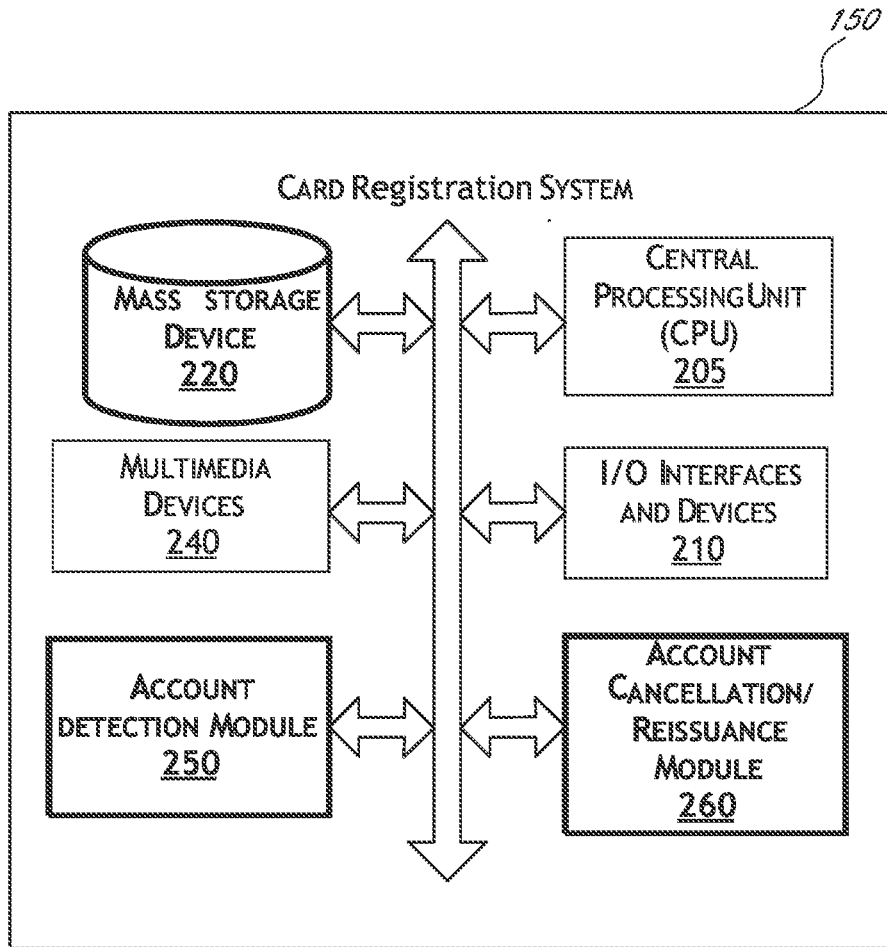 150
CARD Registration SYSTEM
MASS STORAGE
DEVICE
220
CENTRAL
PROCESSING UNIT
(CPU)
205
MULTIMEDIA
DEVICES
240
I/O INTERFACES
AND DEVICES
210
ACCOUNT
DETECTION MODULE
250
ACCOUNT
CANCELLATION/
REISSUANCE
MODULE
260